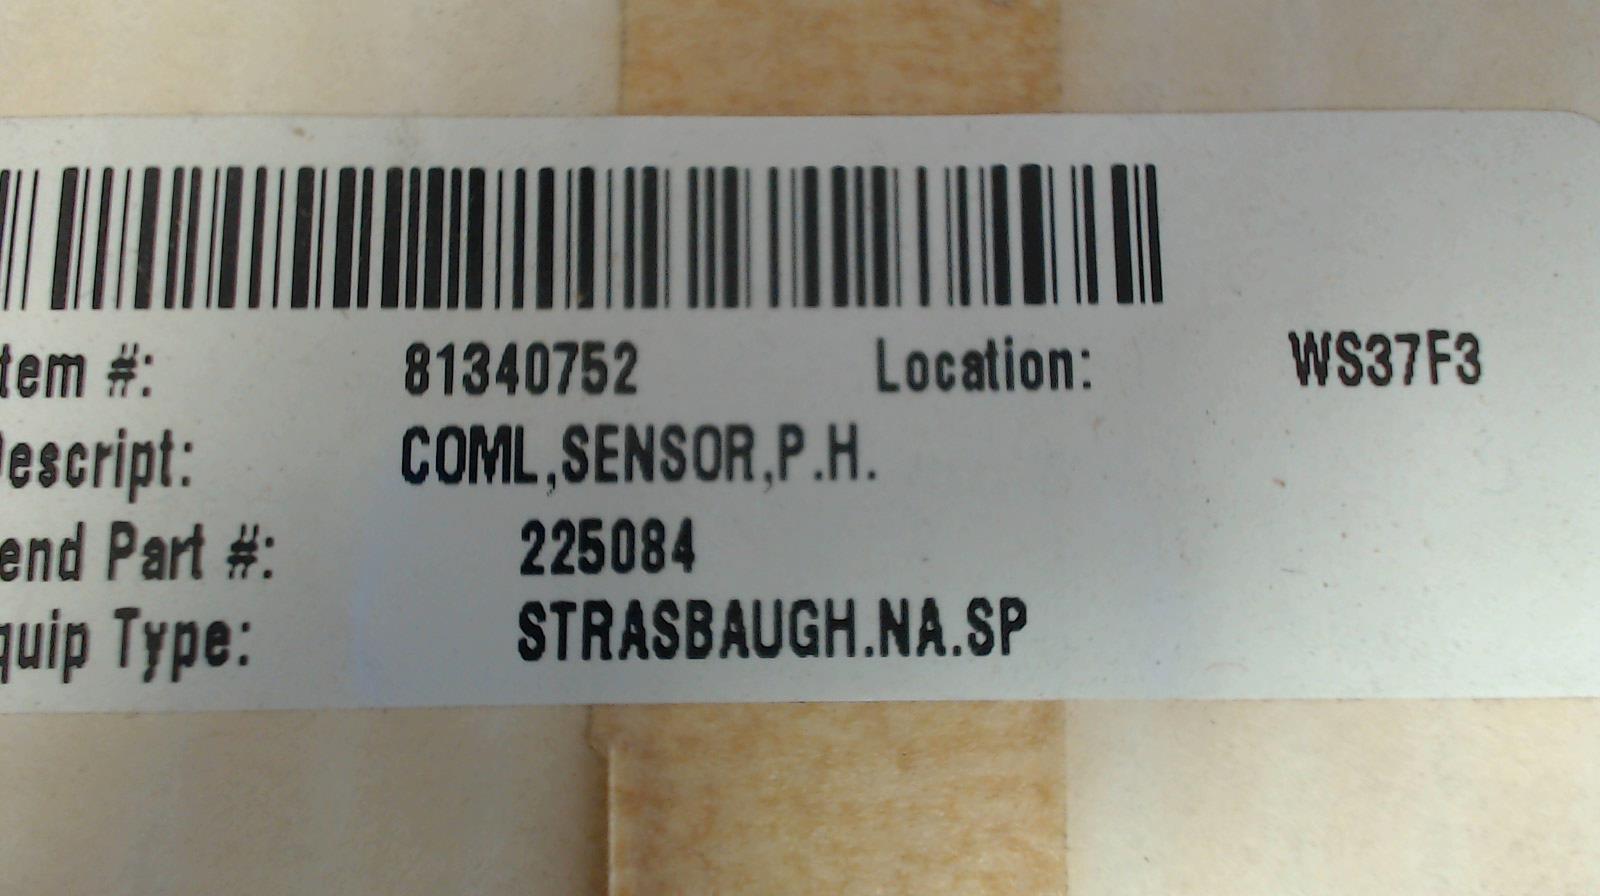 tem #: 81340752 Location: WS37F3
escript: COML,SENSOR,P.H.
end Part #: 225084
quip Type: STRASBAUGH.NA.SP